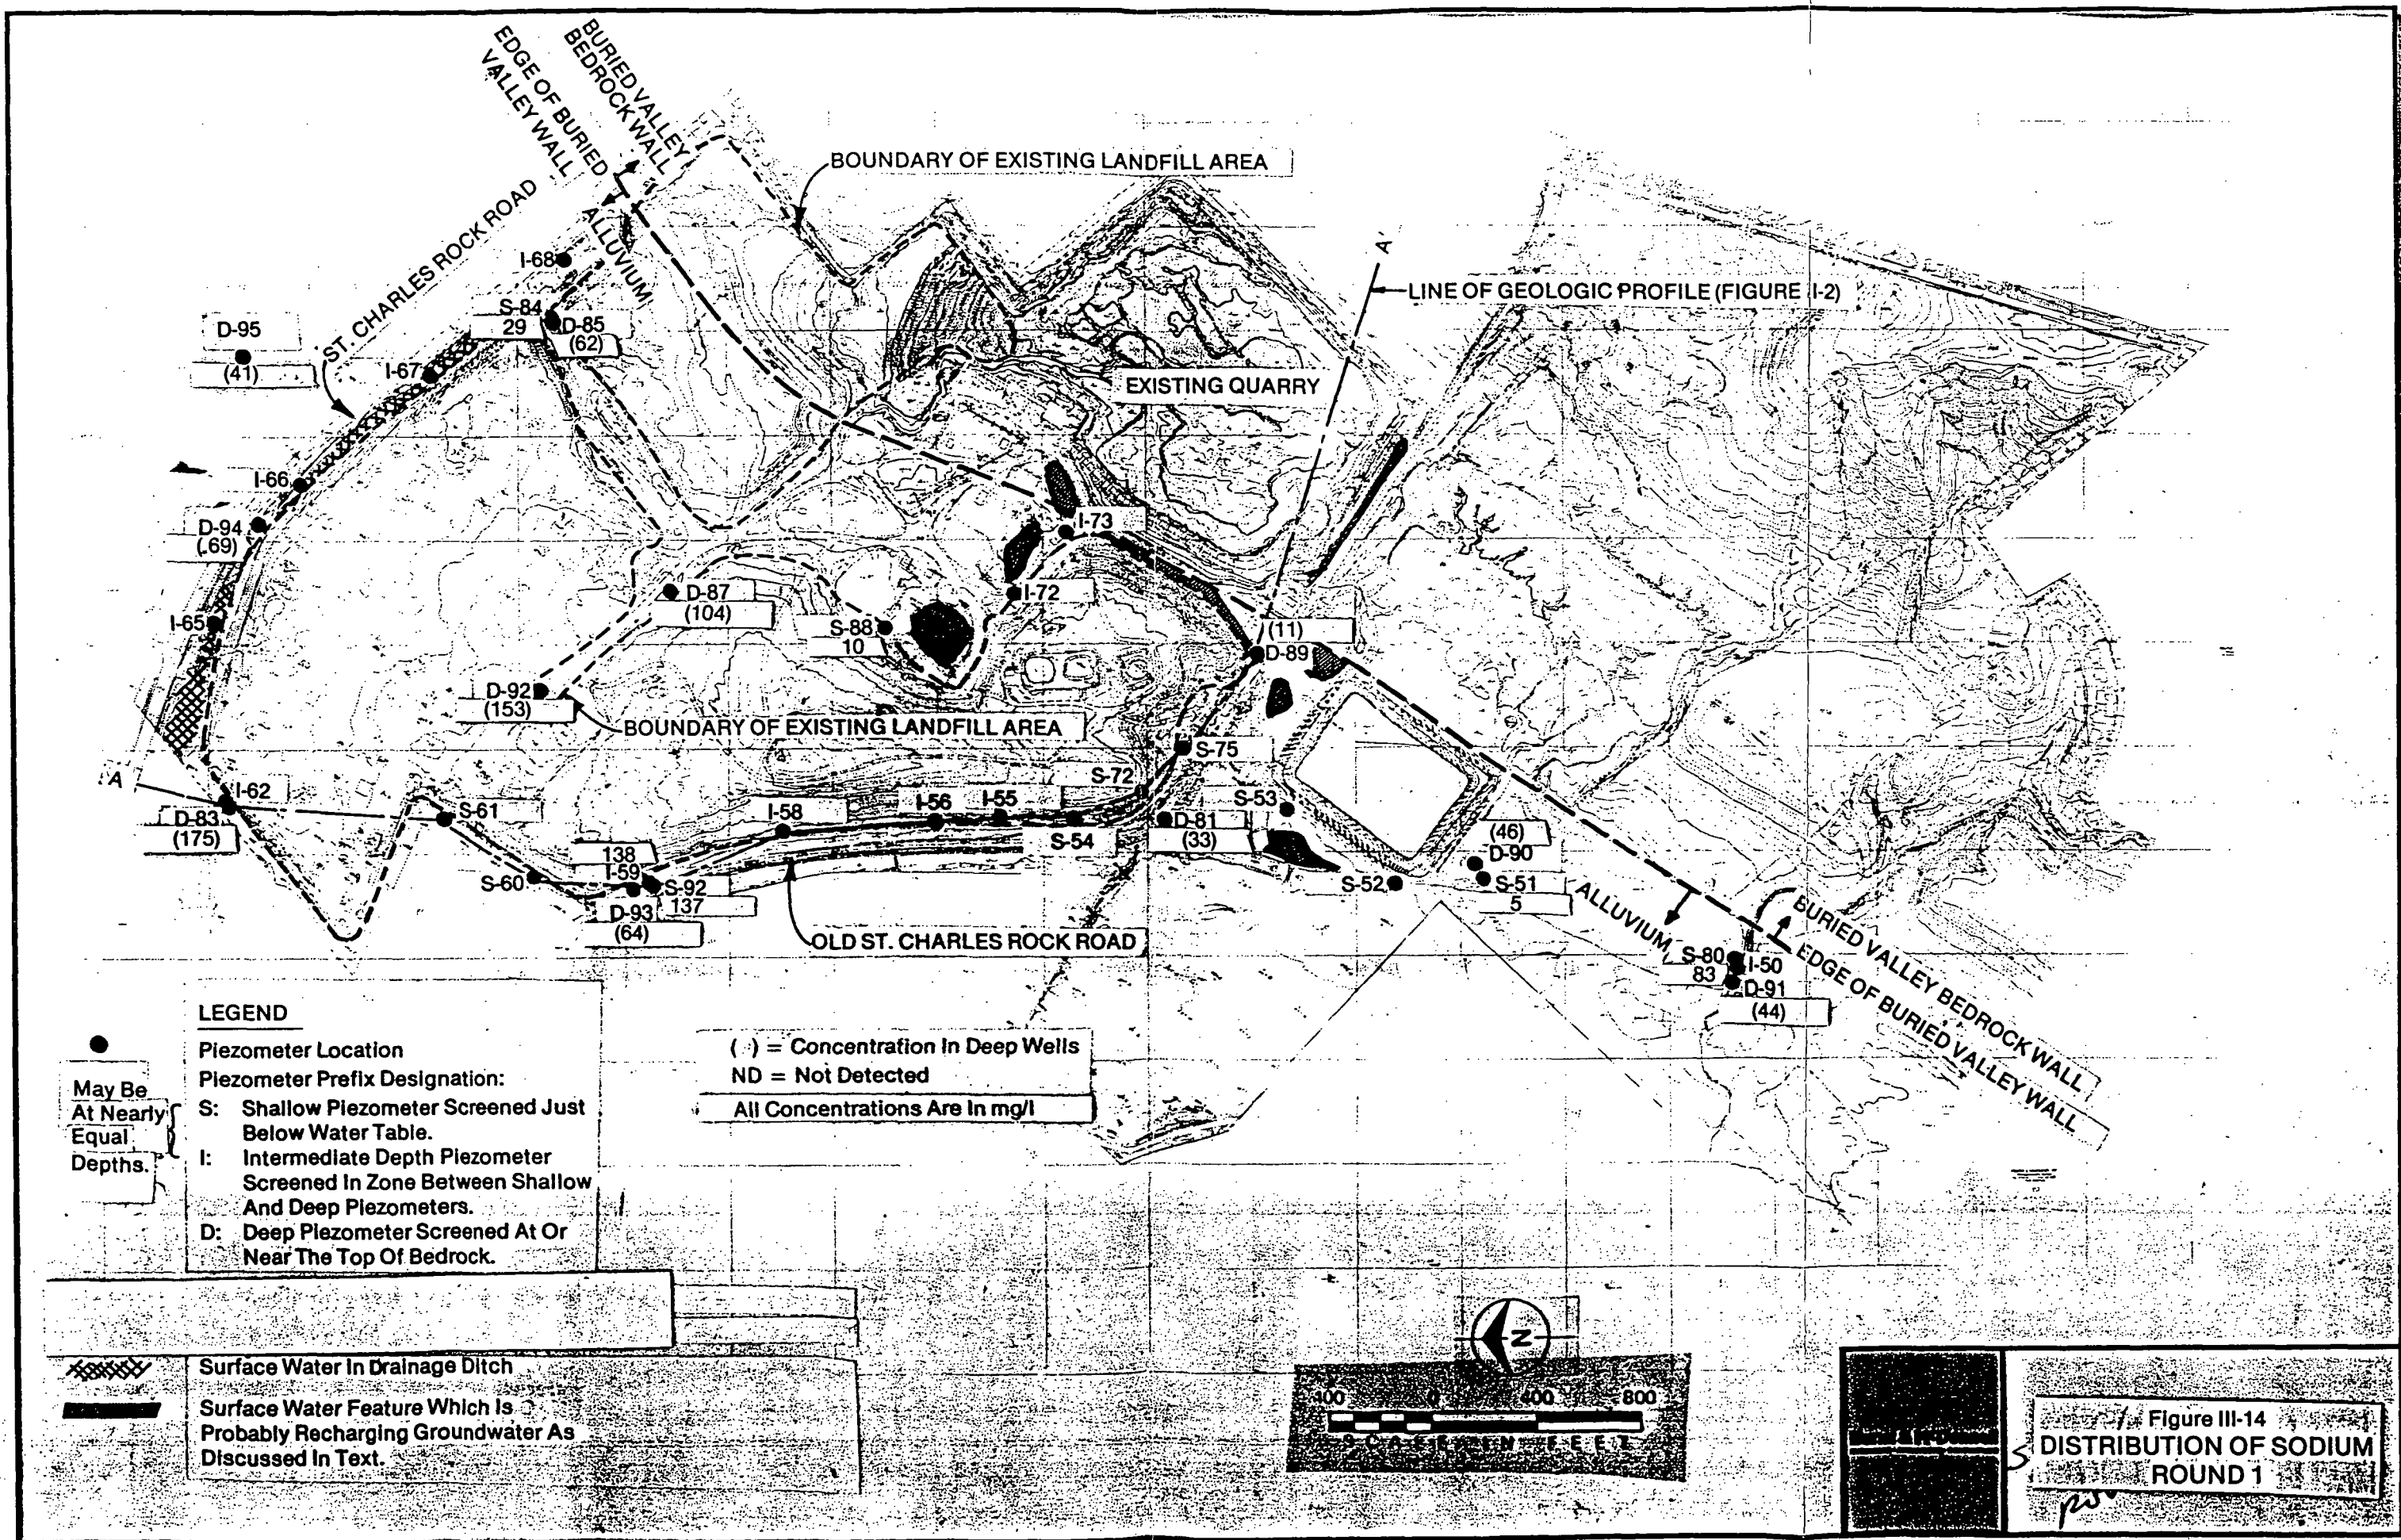 EDGE OF BURIED
VALLEY WALL
BURIED VALLEY
BEDROCK WALL
BOUNDARY OF EXISTING LANDFILL AREA
ST. CHARLES ROCK ROAD
ALLUVIUM
I-68
S-84
29
D-85
(62)
D-95
(41)
I-67
A'
LINE OF GEOLOGIC PROFILE (FIGURE I-2)
EXISTING QUARRY
I-66
D-94
(.69)
I-73
I-72
D-87
(104)
S-88
10
I-65
(11)
D-89
D-92
(153)
BOUNDARY OF EXISTING LANDFILL AREA
S-75
S-72
A
I-62
D-83
(175)
S-61
I-58
I-56
I-55
S-54
D-81
(33)
S-53
(46)
D-90
S-51
5
S-52
138
I-59
S-60
S-92
137
D-93
(64)
OLD ST. CHARLES ROCK ROAD
ALLUVIUM
BURIED VALLEY BEDROCK WALL
EDGE OF BURIED VALLEY WALL
S-80
83
I-50
D-91
(44)
LEGEND
Piezometer Location
Piezometer Prefix Designation:
May Be
At Nearly
Equal
Depths.
S: Shallow Piezometer Screened Just
Below Water Table.
I: Intermediate Depth Piezometer
Screened In Zone Between Shallow
And Deep Piezometers.
D: Deep Piezometer Screened At Or
Near The Top Of Bedrock.
( ) = Concentration In Deep Wells
ND = Not Detected
All Concentrations Are In mg/l
Surface Water In Drainage Ditch
Surface Water Feature Which Is
Probably Recharging Groundwater As
Discussed In Text.
N
400 0 400 800
SCALE IN FEET
Figure III-14
DISTRIBUTION OF SODIUM
ROUND 1